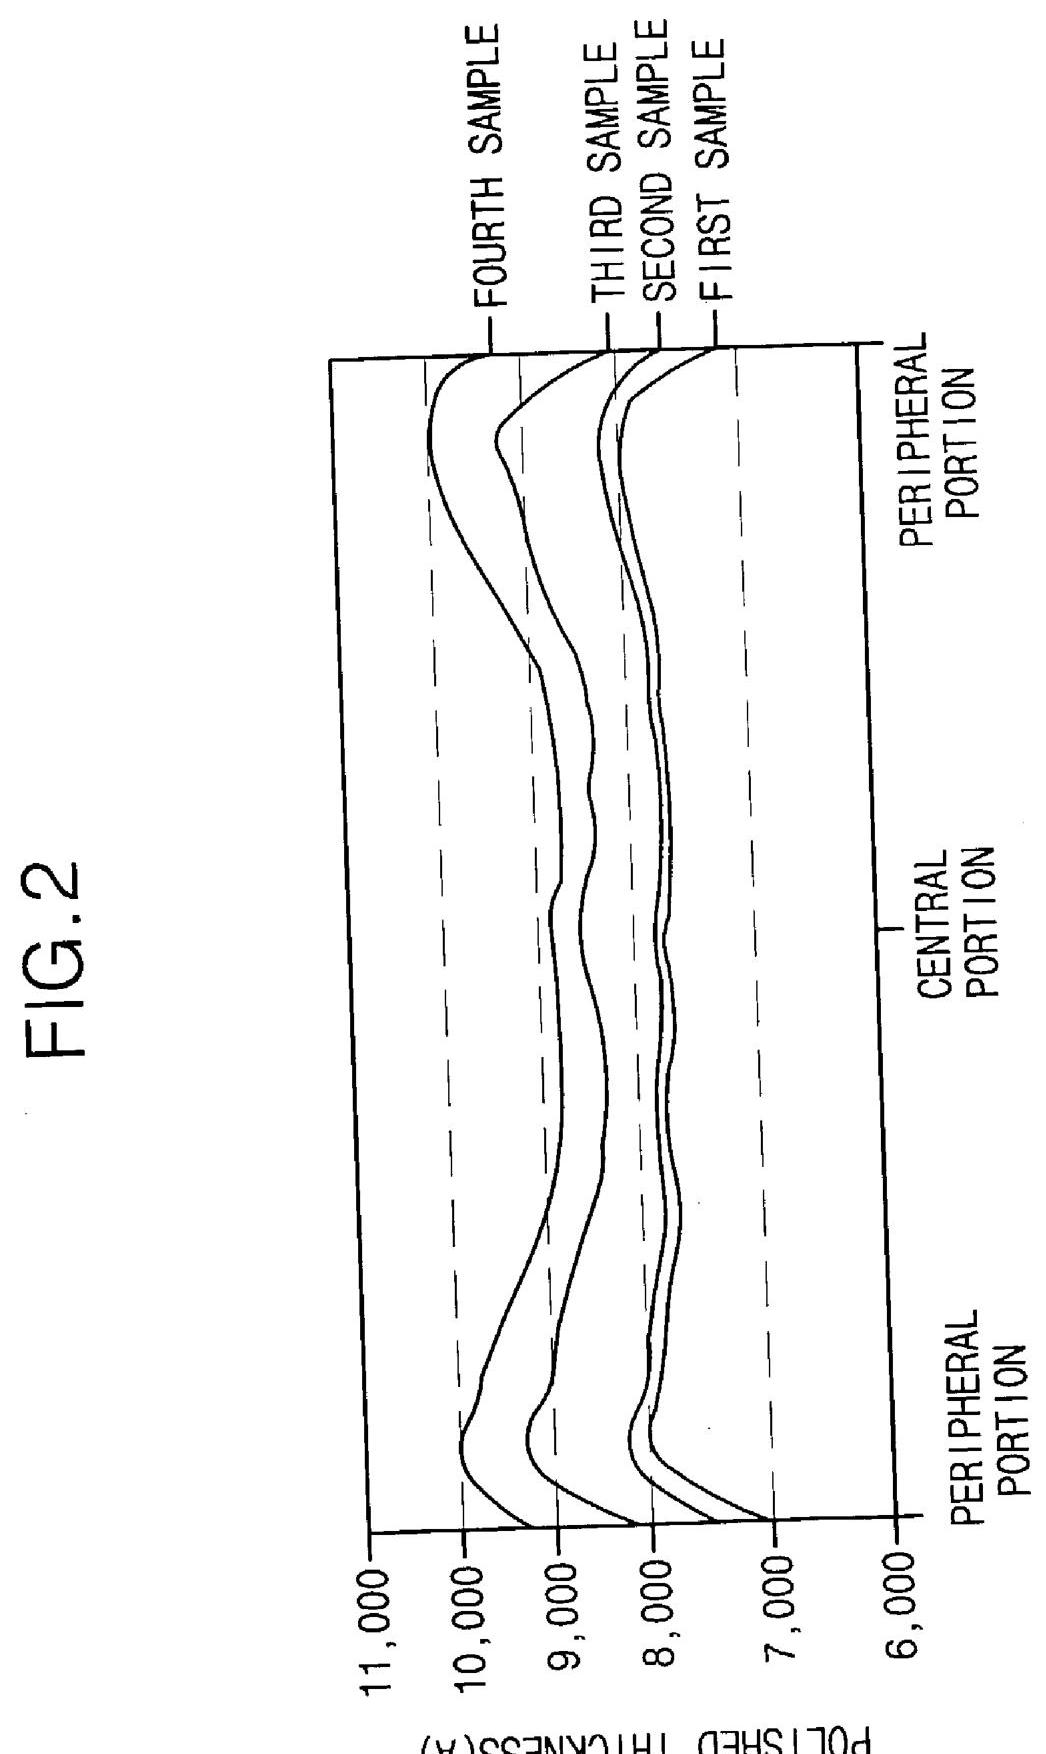 FIG.2
POLISHED THICKNESS(A)
11,000
10,000
9,000
8,000
7,000
6,000
FOURTH SAMPLE
THIRD SAMPLE
SECOND SAMPLE
FIRST SAMPLE
PERIPHERAL
PORTION
CENTRAL
PORTION
PERIPHERAL
PORTION